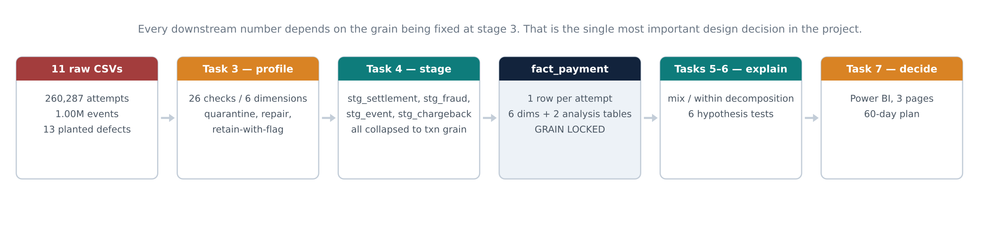 Every downstream number depends on the grain being fixed at stage 3. That is the single most important design decision in the project.
11 raw CSVs
260,287 attempts
1.00M events
13 planted defects
Task 3 — profile
26 checks / 6 dimensions
quarantine, repair,
retain-with-flag
Task 4 — stage
stg_settlement, stg_fraud,
stg_event, stg_chargeback
all collapsed to txn grain
fact_payment
1 row per attempt
6 dims + 2 analysis tables
GRAIN LOCKED
Tasks 5-6 — explain
mix / within decomposition
6 hypothesis tests
Task 7 — decide
Power BI, 3 pages
60-day plan